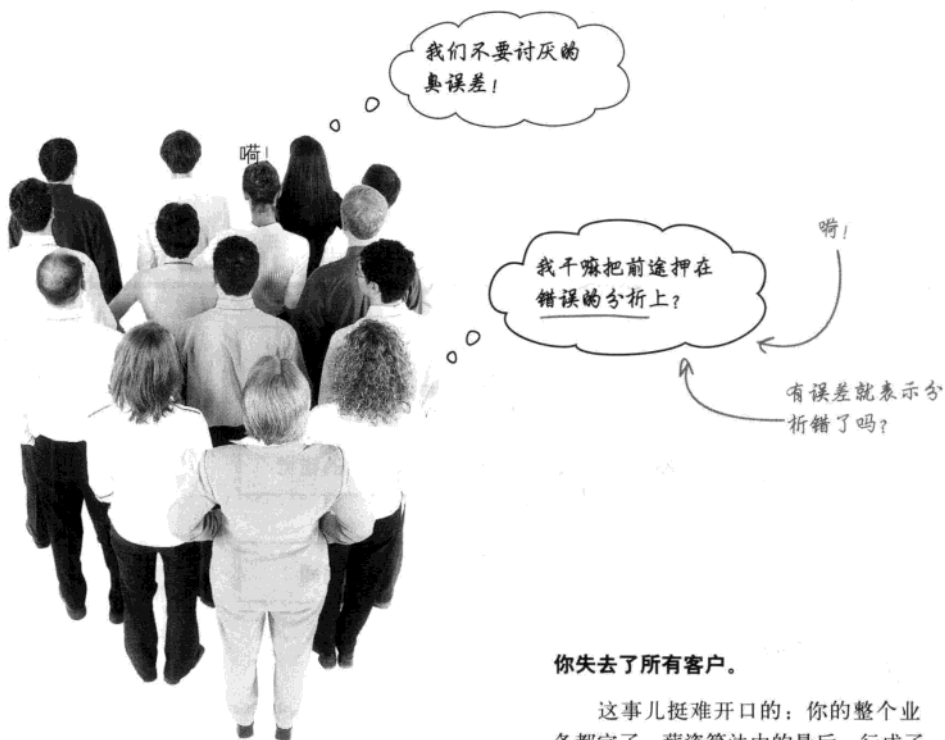 我们不要讨厌的
臭误差!
嗬!
我干嘛把前途押在
错误的分析上?
嗬!
有误差就表示分
析错了吗?
你失去了所有客户。
这事儿挺难开口的：你的整个业